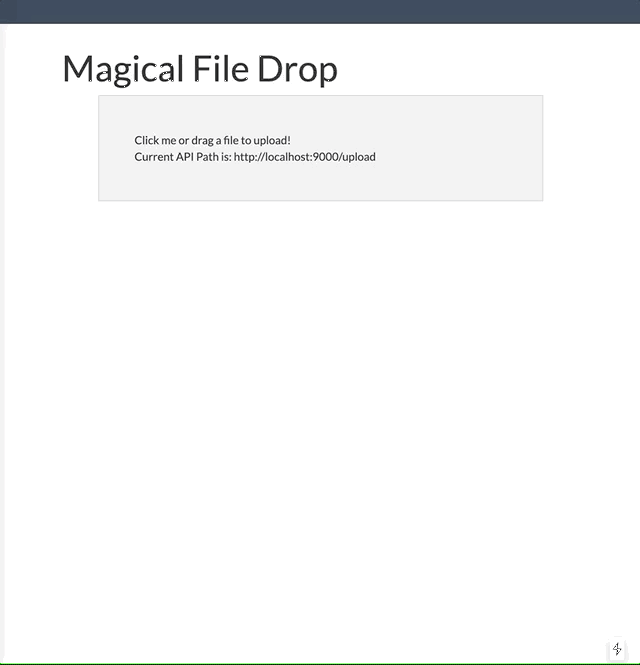 Magical File Drop
Click me or drag a file to upload!
Current API Path is: http://localhost:9000/upload